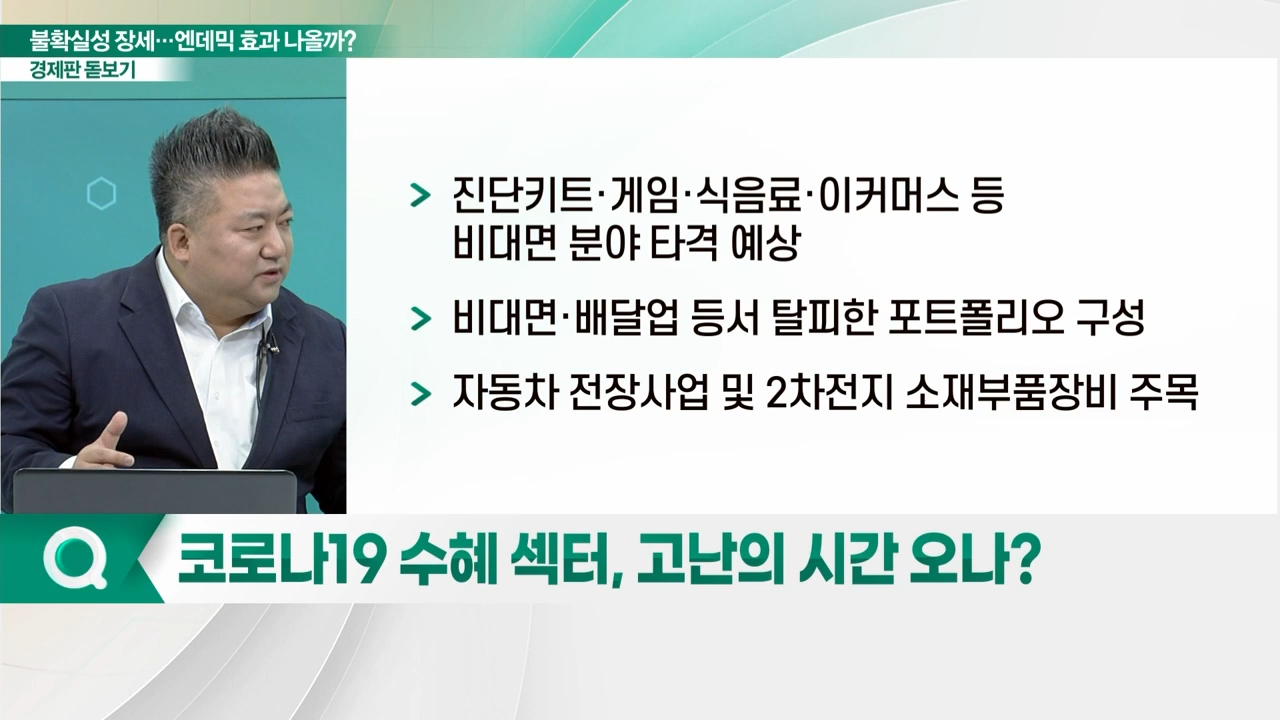 불확실성 장세…엔데믹 효과 나올까?
경제판 돋보기
> 진단키트·게임·식음료·이커머스 등
비대면 분야 타격 예상
> 비대면·배달업 등서 탈피한 포트폴리오 구성
> 자동차 전장사업 및 2차전지 소재부품장비 주목
Q 코로나19 수혜 섹터, 고난의 시간 오나?